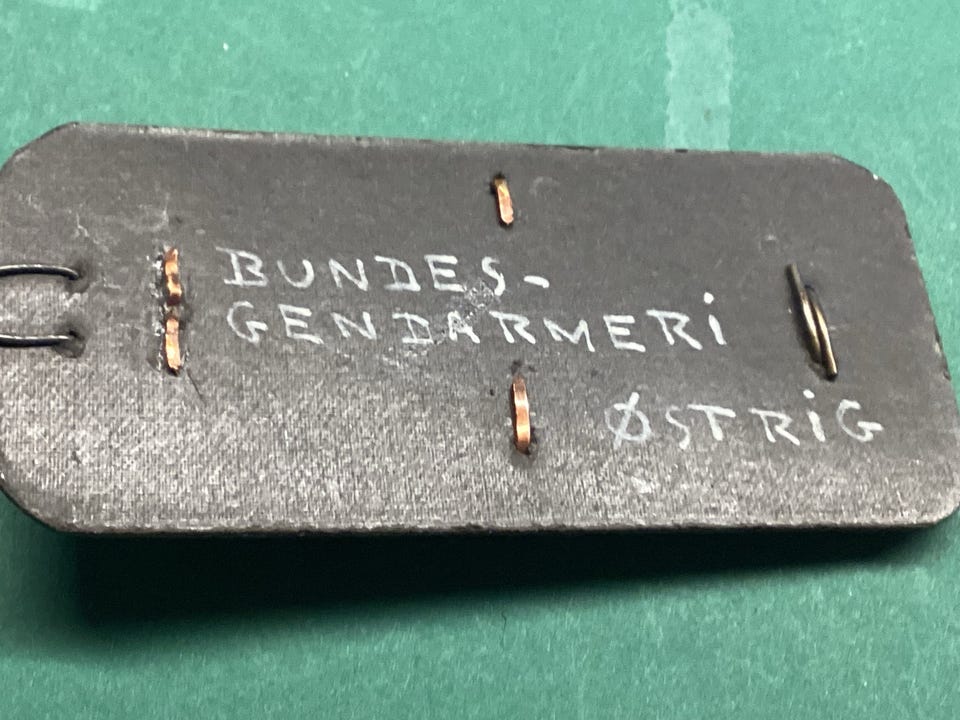 BUNDES-
GENDARMERi
ØSTRiG